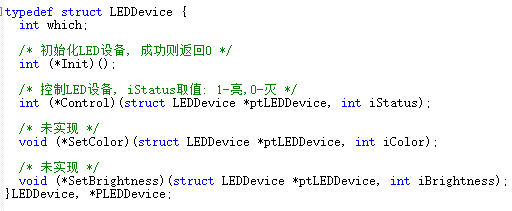 typedef struct LEDDevice {
int which;
/* 初始化LED设备, 成功则返回0 */
int (*Init)();
/* 控制LED设备, iStatus取值: 1-亮,0-灭 */
int (*Control)(struct LEDDevice *ptLEDDevice, int iStatus);
/* 未实现 */
void (*SetColor)(struct LEDDevice *ptLEDDevice, int iColor);
/* 未实现 */
void (*SetBrightness)(struct LEDDevice *ptLEDDevice, int iBrightness);
}LEDDevice, *PLEDDevice;